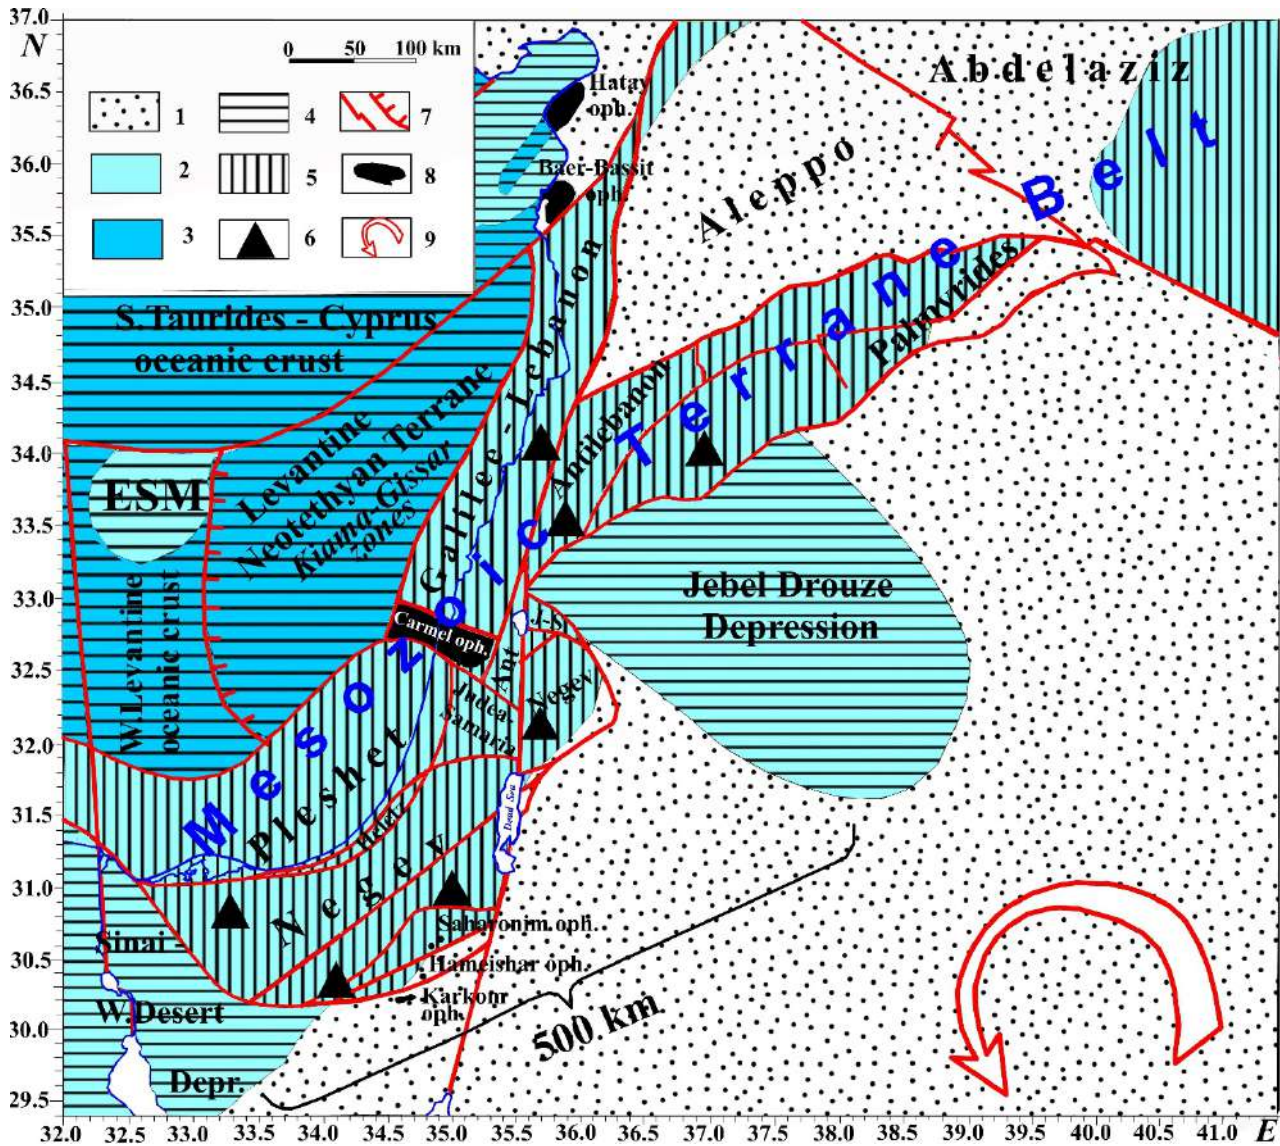 37.0
N
36.5
36.0
35.5
35.0
34.5
34.0
33.5
33.0
32.5
32.0
31.5
31.0
30.5
30.0
29.5
0 50 100 km
1 4 7
2 5 8
3 6 9
Hatay
oph.
Baer-Bassit
oph.
Abdelaziz
Aleppo
Mesozoic Terrane Belt
S.Taurides - Cyprus
oceanic crust
Levantine
Neotethyan Terrane
Kiama-Gissar
zones
ESM
W.Levantine
oceanic crust
Galilee - Lebanon
Antilebanon
Palmyrides
Jebel Drouze
Depression
Carmel oph.
J-S
Ant
Negev
Judea-
Samaria
Pleshet
Heletz
Negev
Dead Sea
Saharonim oph.
Hameishar oph.
Karkom
oph.
Sinai -
W.Desert
Depr.
500 km
32.0 32.5 33.0 33.5 34.0 34.5 35.0 35.5 36.0 36.5 37.0 37.5 38.0 38.5 39.0 39.5 40.0 40.5 41.0 E